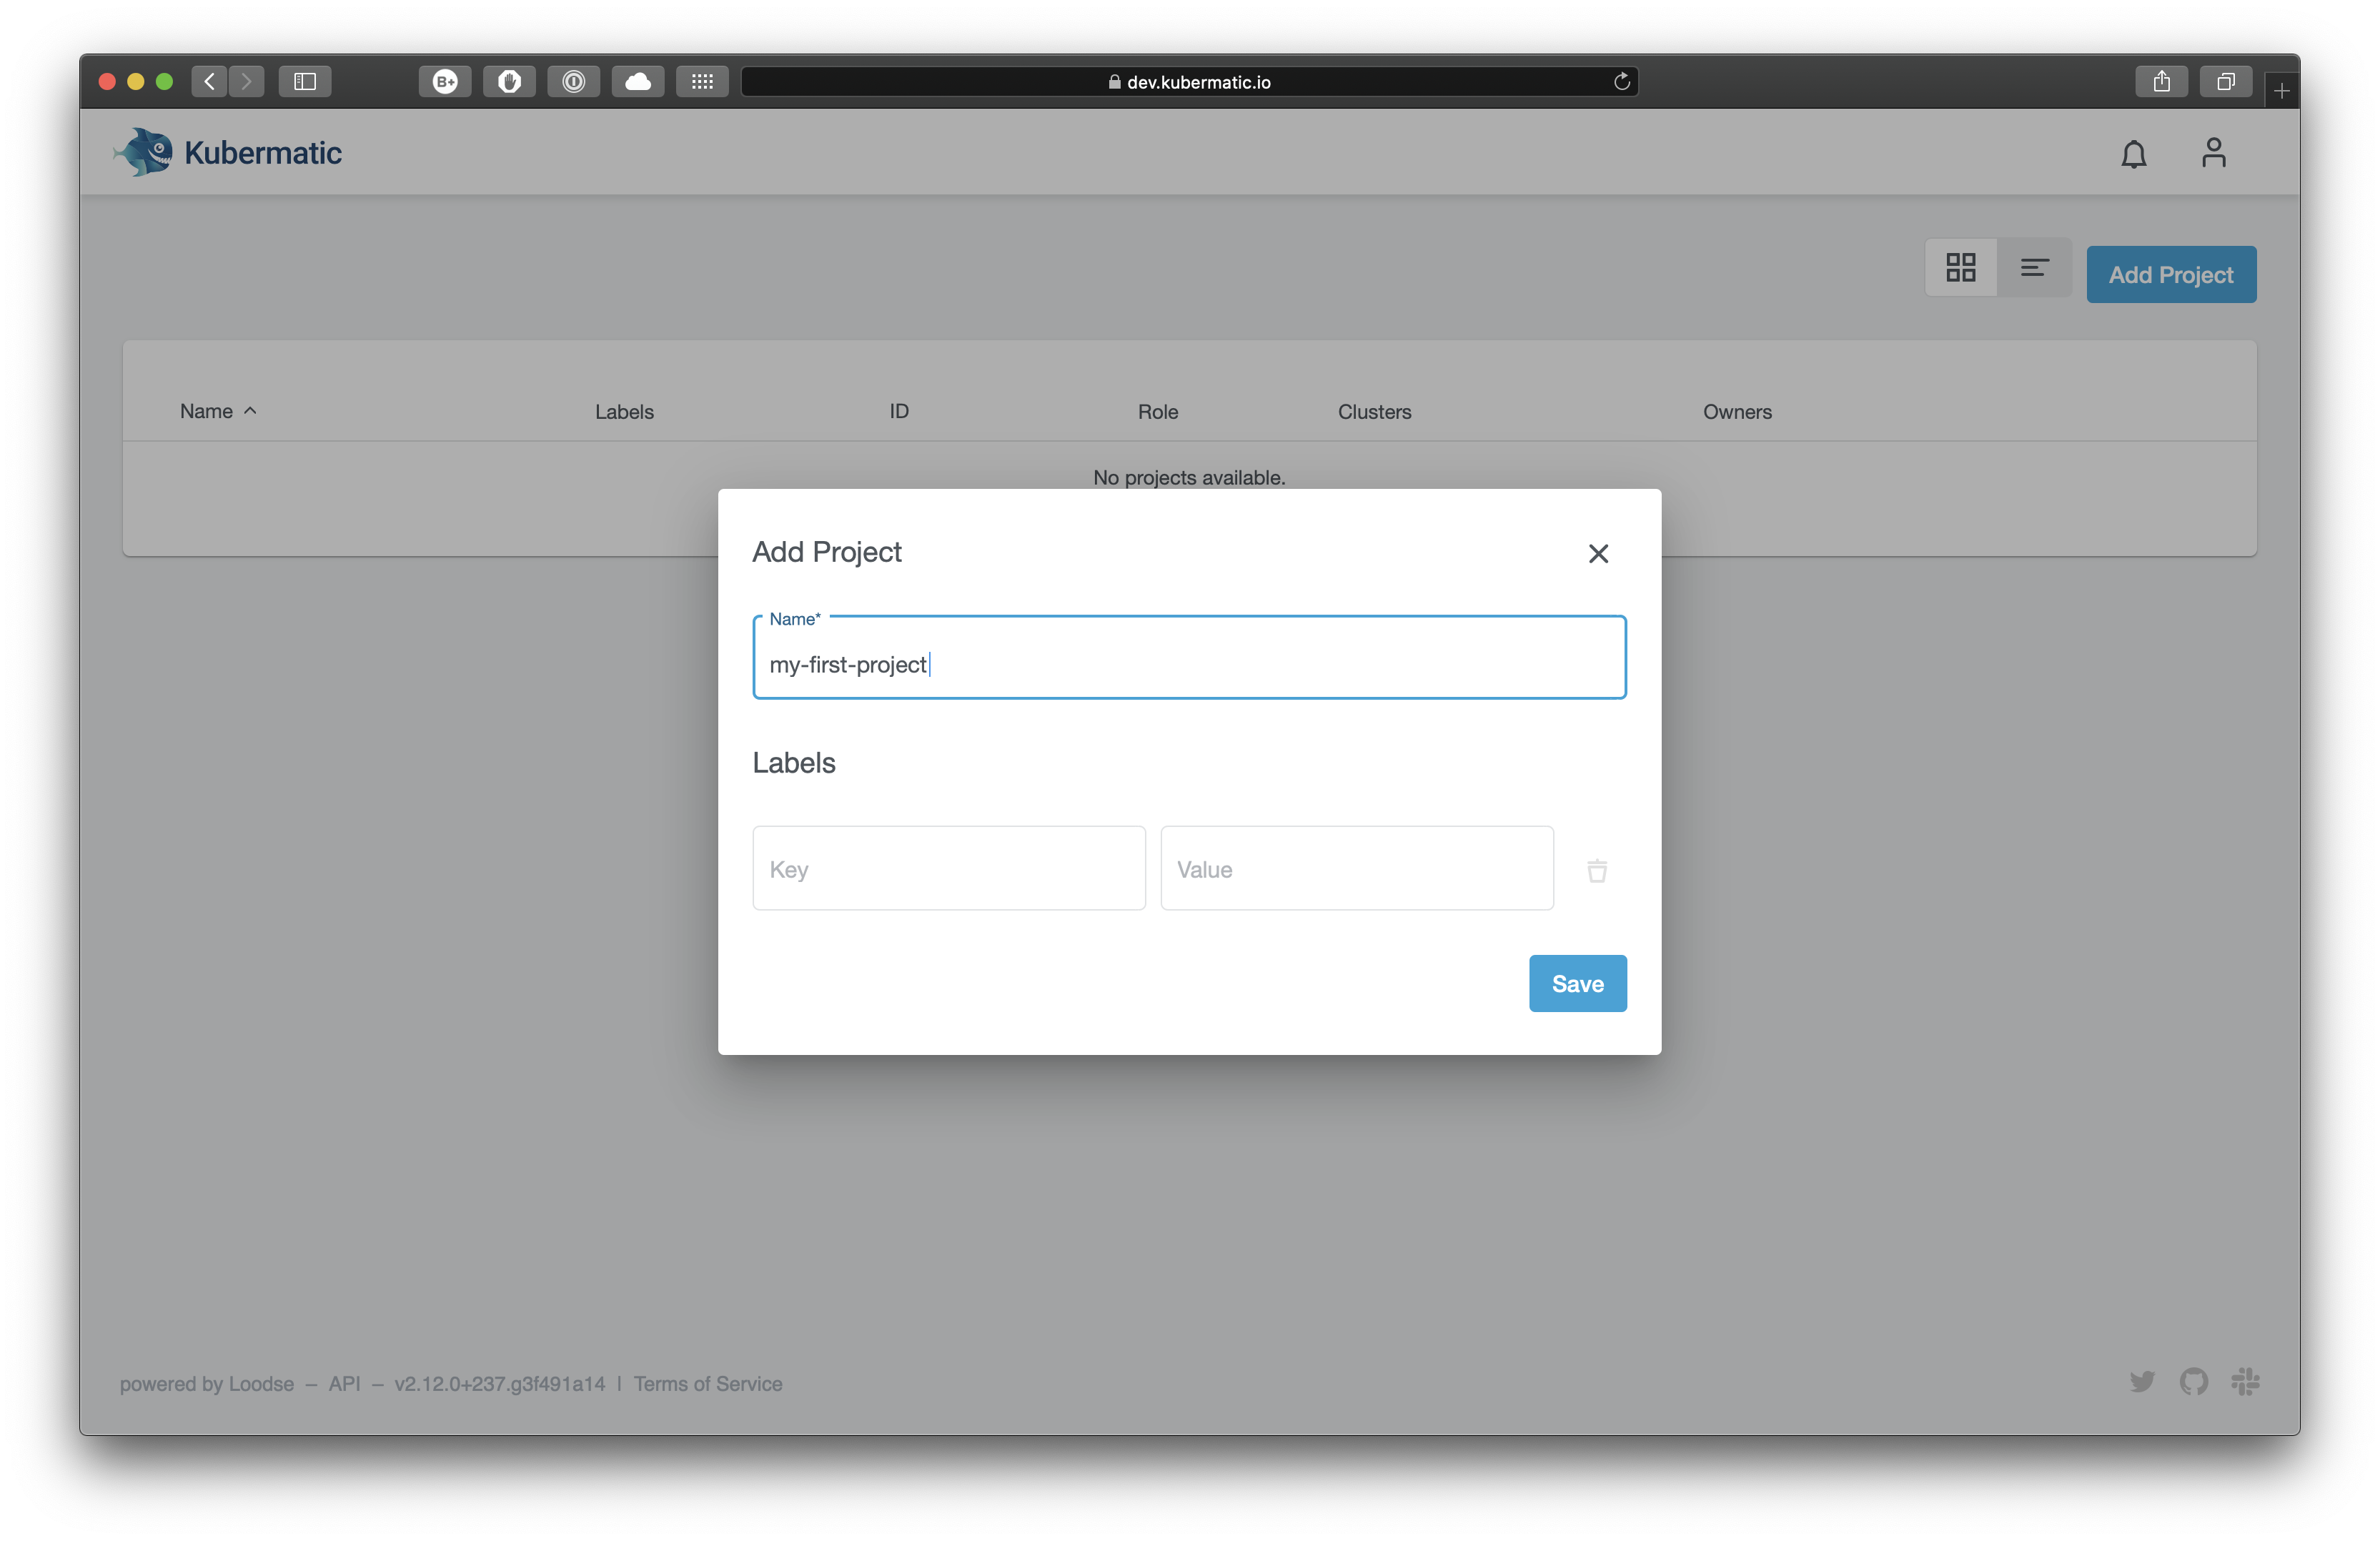 B+
dev.kubermatic.io
Kubermatic
Add Project
Name Labels ID Role Clusters Owners
No projects available.
Add Project
Name*
my-first-project
Labels
Key Value
Save
powered by Loodse – API – v2.12.0+237.g3f491a14 | Terms of Service